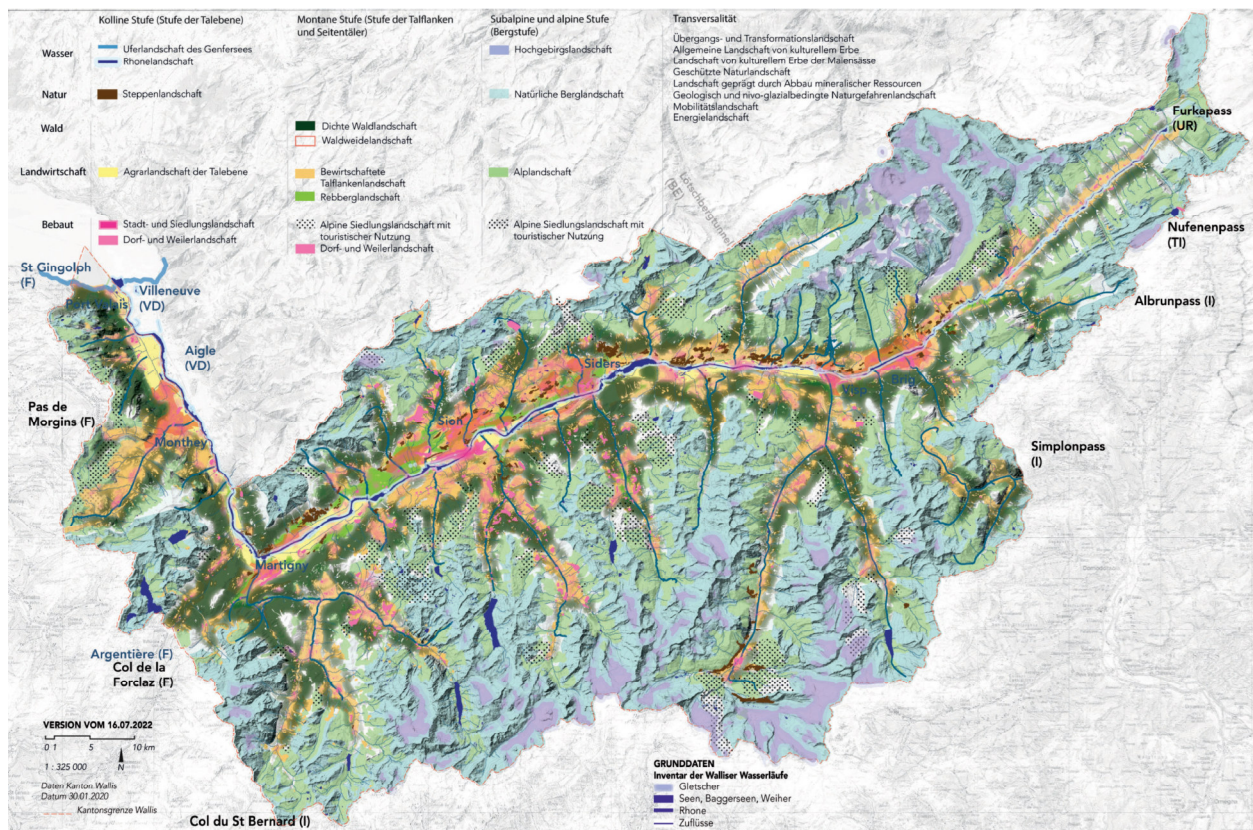 Kolline Stufe (Stufe der Talebene)
Montane Stufe (Stufe der Talflanken
und Seitentäler)
Subalpine und alpine Stufe
(Bergstufe)
Transversalität
Wasser
Uferlandschaft des Genfersees
Rhonelandschaft
Hochgebirgslandschaft
Übergangs- und Transformationslandschaft
Allgemeine Landschaft von kulturellem Erbe
Landschaft von kulturellem Erbe der Maiensässe
Geschützte Naturlandschaft
Landschaft geprägt durch Abbau mineralischer Ressourcen
Geologisch und nivo-glazialbedingte Naturgefahrenlandschaft
Mobilitätslandschaft
Energielandschaft
Natur
Steppenlandschaft
Natürliche Berglandschaft
Wald
Dichte Waldlandschaft
Waldweidelandschaft
Landwirtschaft
Agrarlandschaft der Talebene
Bewirtschaftete
Talflankenlandschaft
Rebberglandschaft
Alplandschaft
Bebaut
Stadt- und Siedlungslandschaft
Dorf- und Weilerlandschaft
Alpine Siedlungslandschaft mit
touristischer Nutzung
Dorf- und Weilerlandschaft
Alpine Siedlungslandschaft mit
touristischer Nutzung
Furkapass
(UR)
Lötschbergtunnel
(BE)
Nufenenpass
(TI)
St Gingolph
(F)
Villeneuve
(VD)
Albrunpass (I)
Aigle
(VD)
Siders
Brig
Pas de
Morgins (F)
Monthey
Sion
Simplonpass
(I)
Martigny
Argentière (F)
Col de la
Forclaz (F)
VERSION VOM 16.07.2022
0 1 5 10 km
N
1 : 325 000
Daten Kanton Wallis
Datum 30.01.2020
Kantonsgrenze Wallis
Col du St Bernard (I)
GRUNDDATEN
Inventar der Walliser Wasserläufe
Gletscher
Seen, Baggerseen, Weiher
Rhone
Zuflüsse